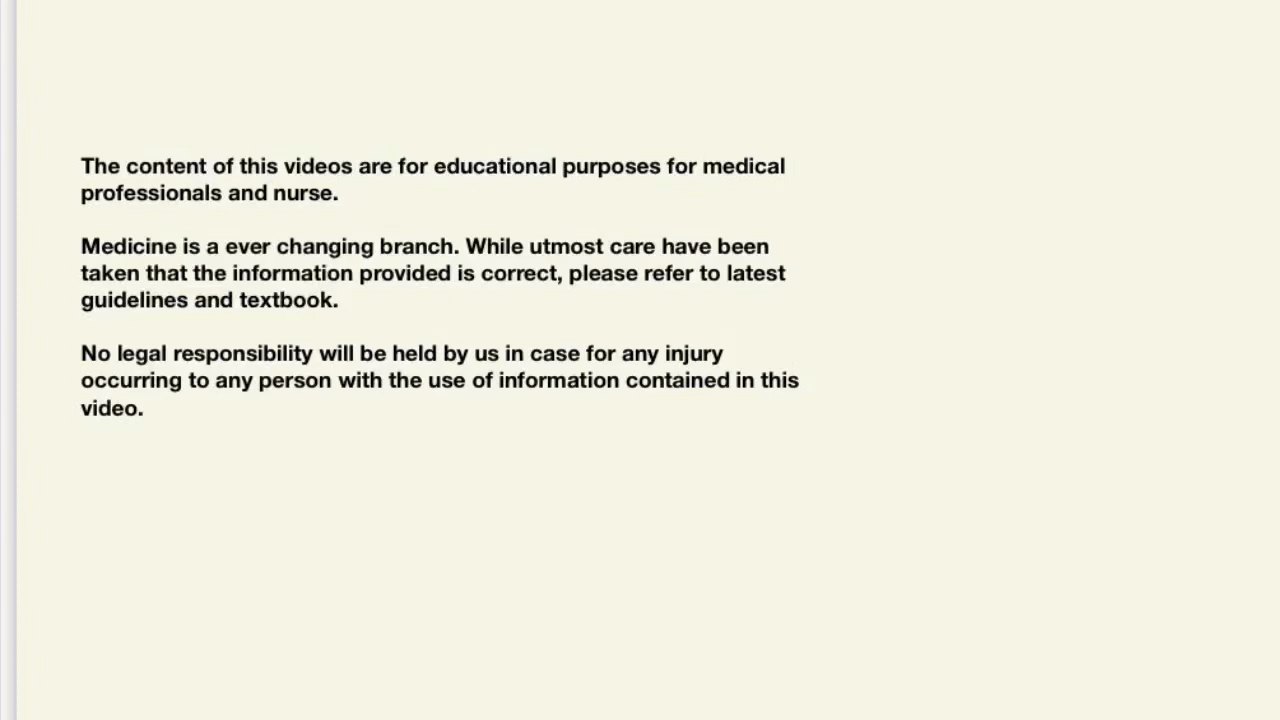 The content of this videos are for educational purposes for medical
professionals and nurse.
Medicine is a ever changing branch. While utmost care have been
taken that the information provided is correct, please refer to latest
guidelines and textbook.
No legal responsibility will be held by us in case for any injury
occurring to any person with the use of information contained in this
video.